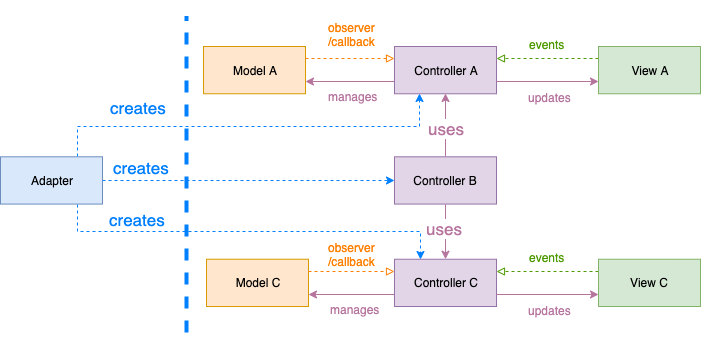 observer
/callback
events
Model A
Controller A
View A
manages
updates
creates
uses
creates
Adapter
Controller B
creates
uses
observer
/callback
events
Model C
Controller C
View C
manages
updates